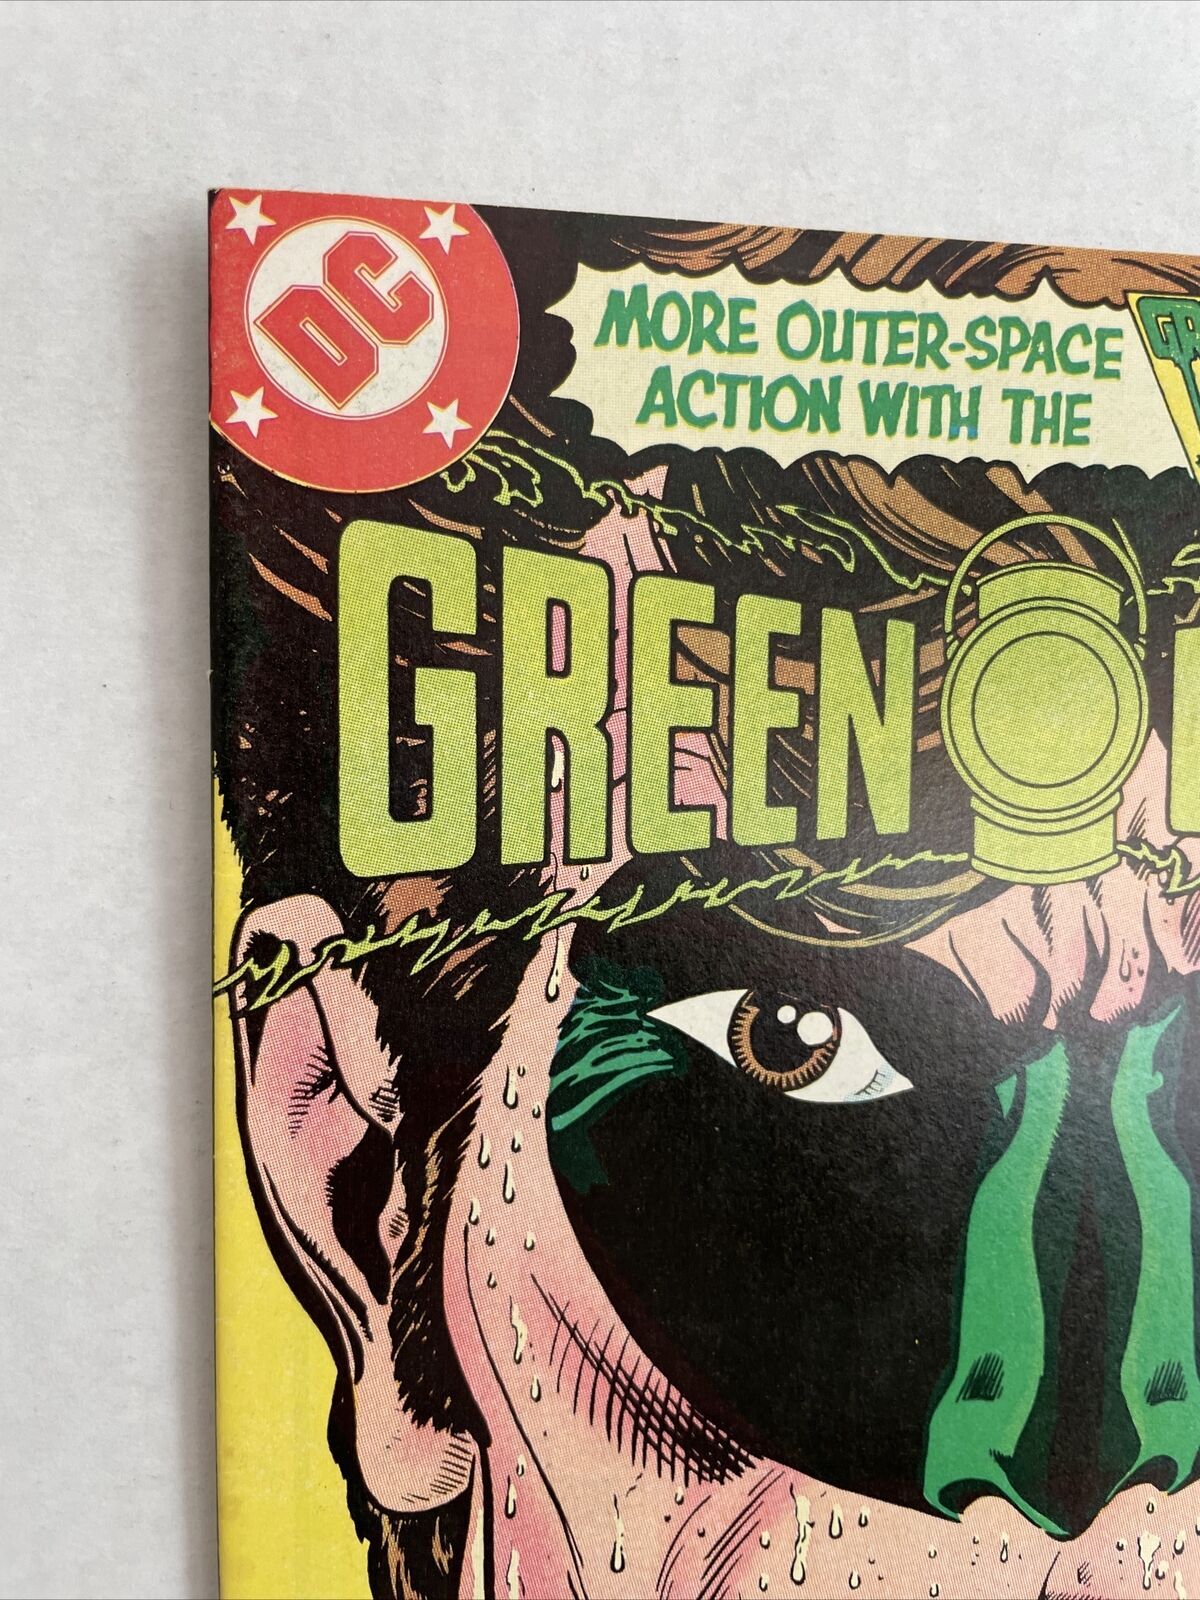 DC
MORE OUTER-SPACE
ACTION WITH THE
GREEN